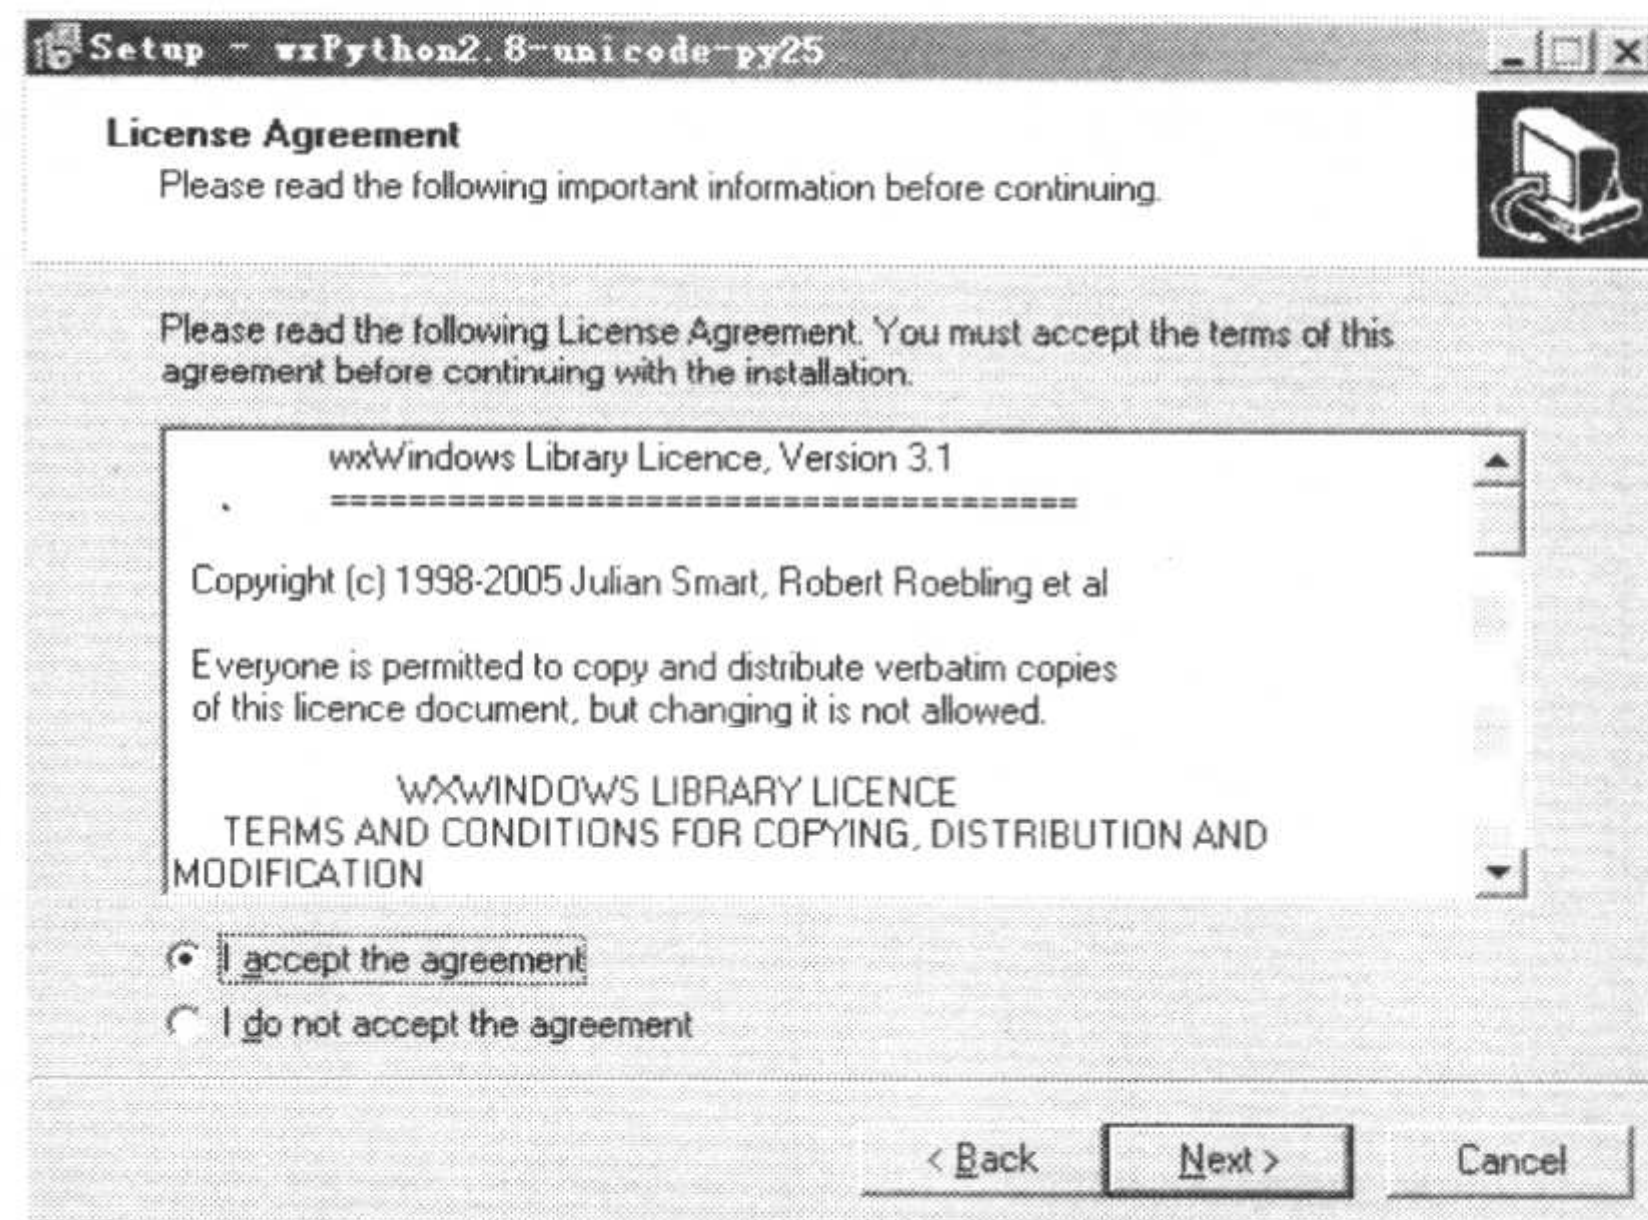 Setup - wxPython2.8-unicode-py25
License Agreement
Please read the following important information before continuing.
Please read the following License Agreement. You must accept the terms of this
agreement before continuing with the installation.
wxWindows Library Licence, Version 3.1
======================================
Copyright (c) 1998-2005 Julian Smart, Robert Roebling et al
Everyone is permitted to copy and distribute verbatim copies
of this licence document, but changing it is not allowed.
WXWINDOWS LIBRARY LICENCE
TERMS AND CONDITIONS FOR COPYING, DISTRIBUTION AND
MODIFICATION
I accept the agreement
I do not accept the agreement
< Back Next > Cancel